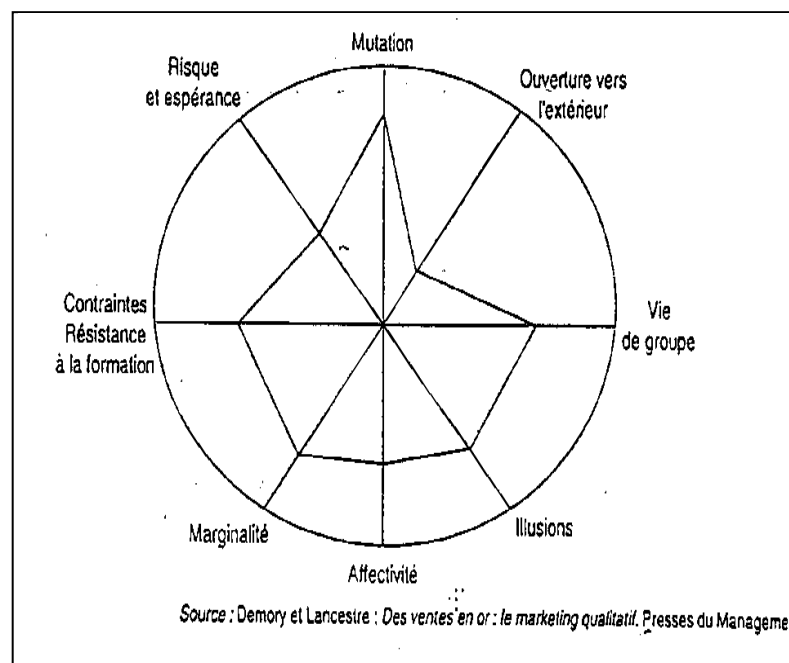 Mutation
Risque
et espérance
Ouverture vers
l'extérieur
Contraintes
Résistance
à la formation
Vie
de groupe
Marginalité
Illusions
Affectivité
Source : Demory et Lancestre : Des ventes en or : le marketing qualitatif. Presses du Manageme